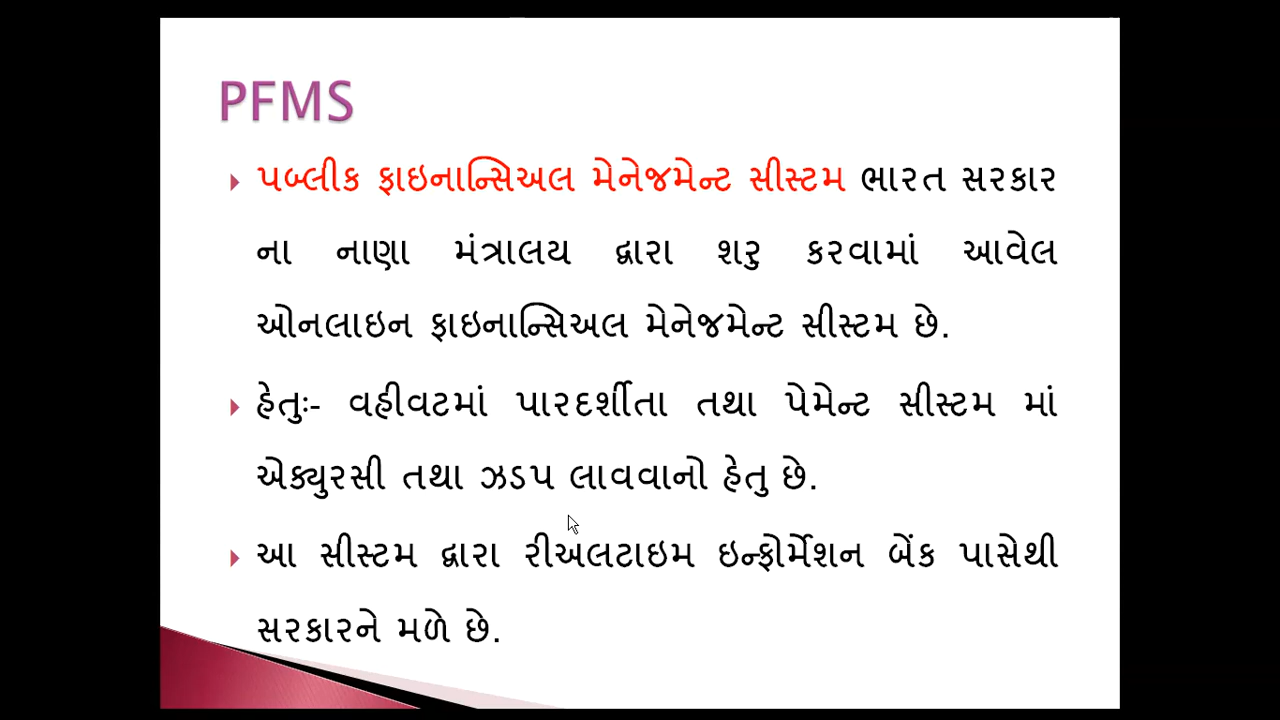 PFMS
પબ્લીક ફાઇનાન્સિઅલ મેનેજમેન્ટ સીસ્ટમ ભારત સરકાર
ના નાણા મંત્રાલય દ્વારા શરુ કરવામાં આવેલ
ઓનલાઇન ફાઇનાન્સિઅલ મેનેજમેન્ટ સીસ્ટમ છે.
હેતુઃ- વહીવટમાં પારદર્શીતા તથા પેમેન્ટ સીસ્ટમ માં
એક્યુરસી તથા ઝડપ લાવવાનો હેતુ છે.
આ સીસ્ટમ દ્વારા રીઅલટાઇમ ઇન્ફોર્મેશન બેંક પાસેથી
સરકારને મળે છે.